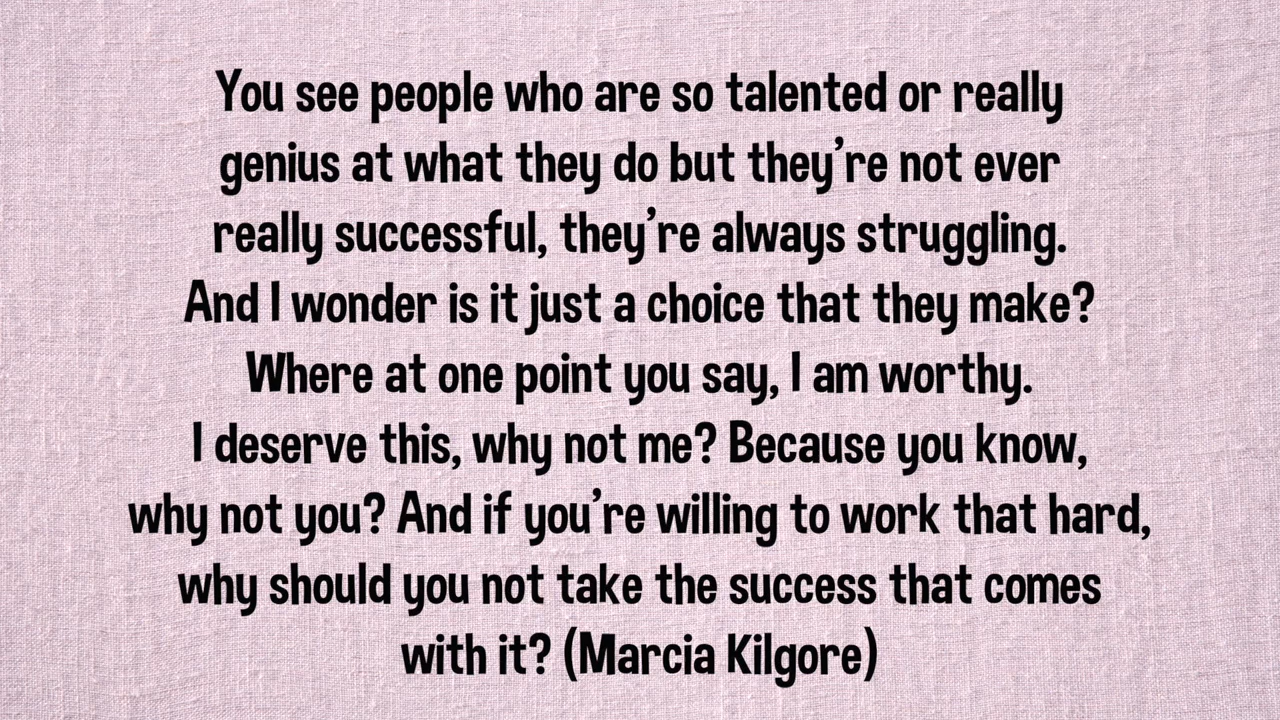 You see people who are so talented or really
genius at what they do but they’re not ever
really successful, they’re always struggling.
And I wonder is it just a choice that they make?
Where at one point you say, I am worthy.
I deserve this, why not me? Because you know,
why not you? And if you’re willing to work that hard,
why should you not take the success that comes
with it? (Marcia Kilgore)